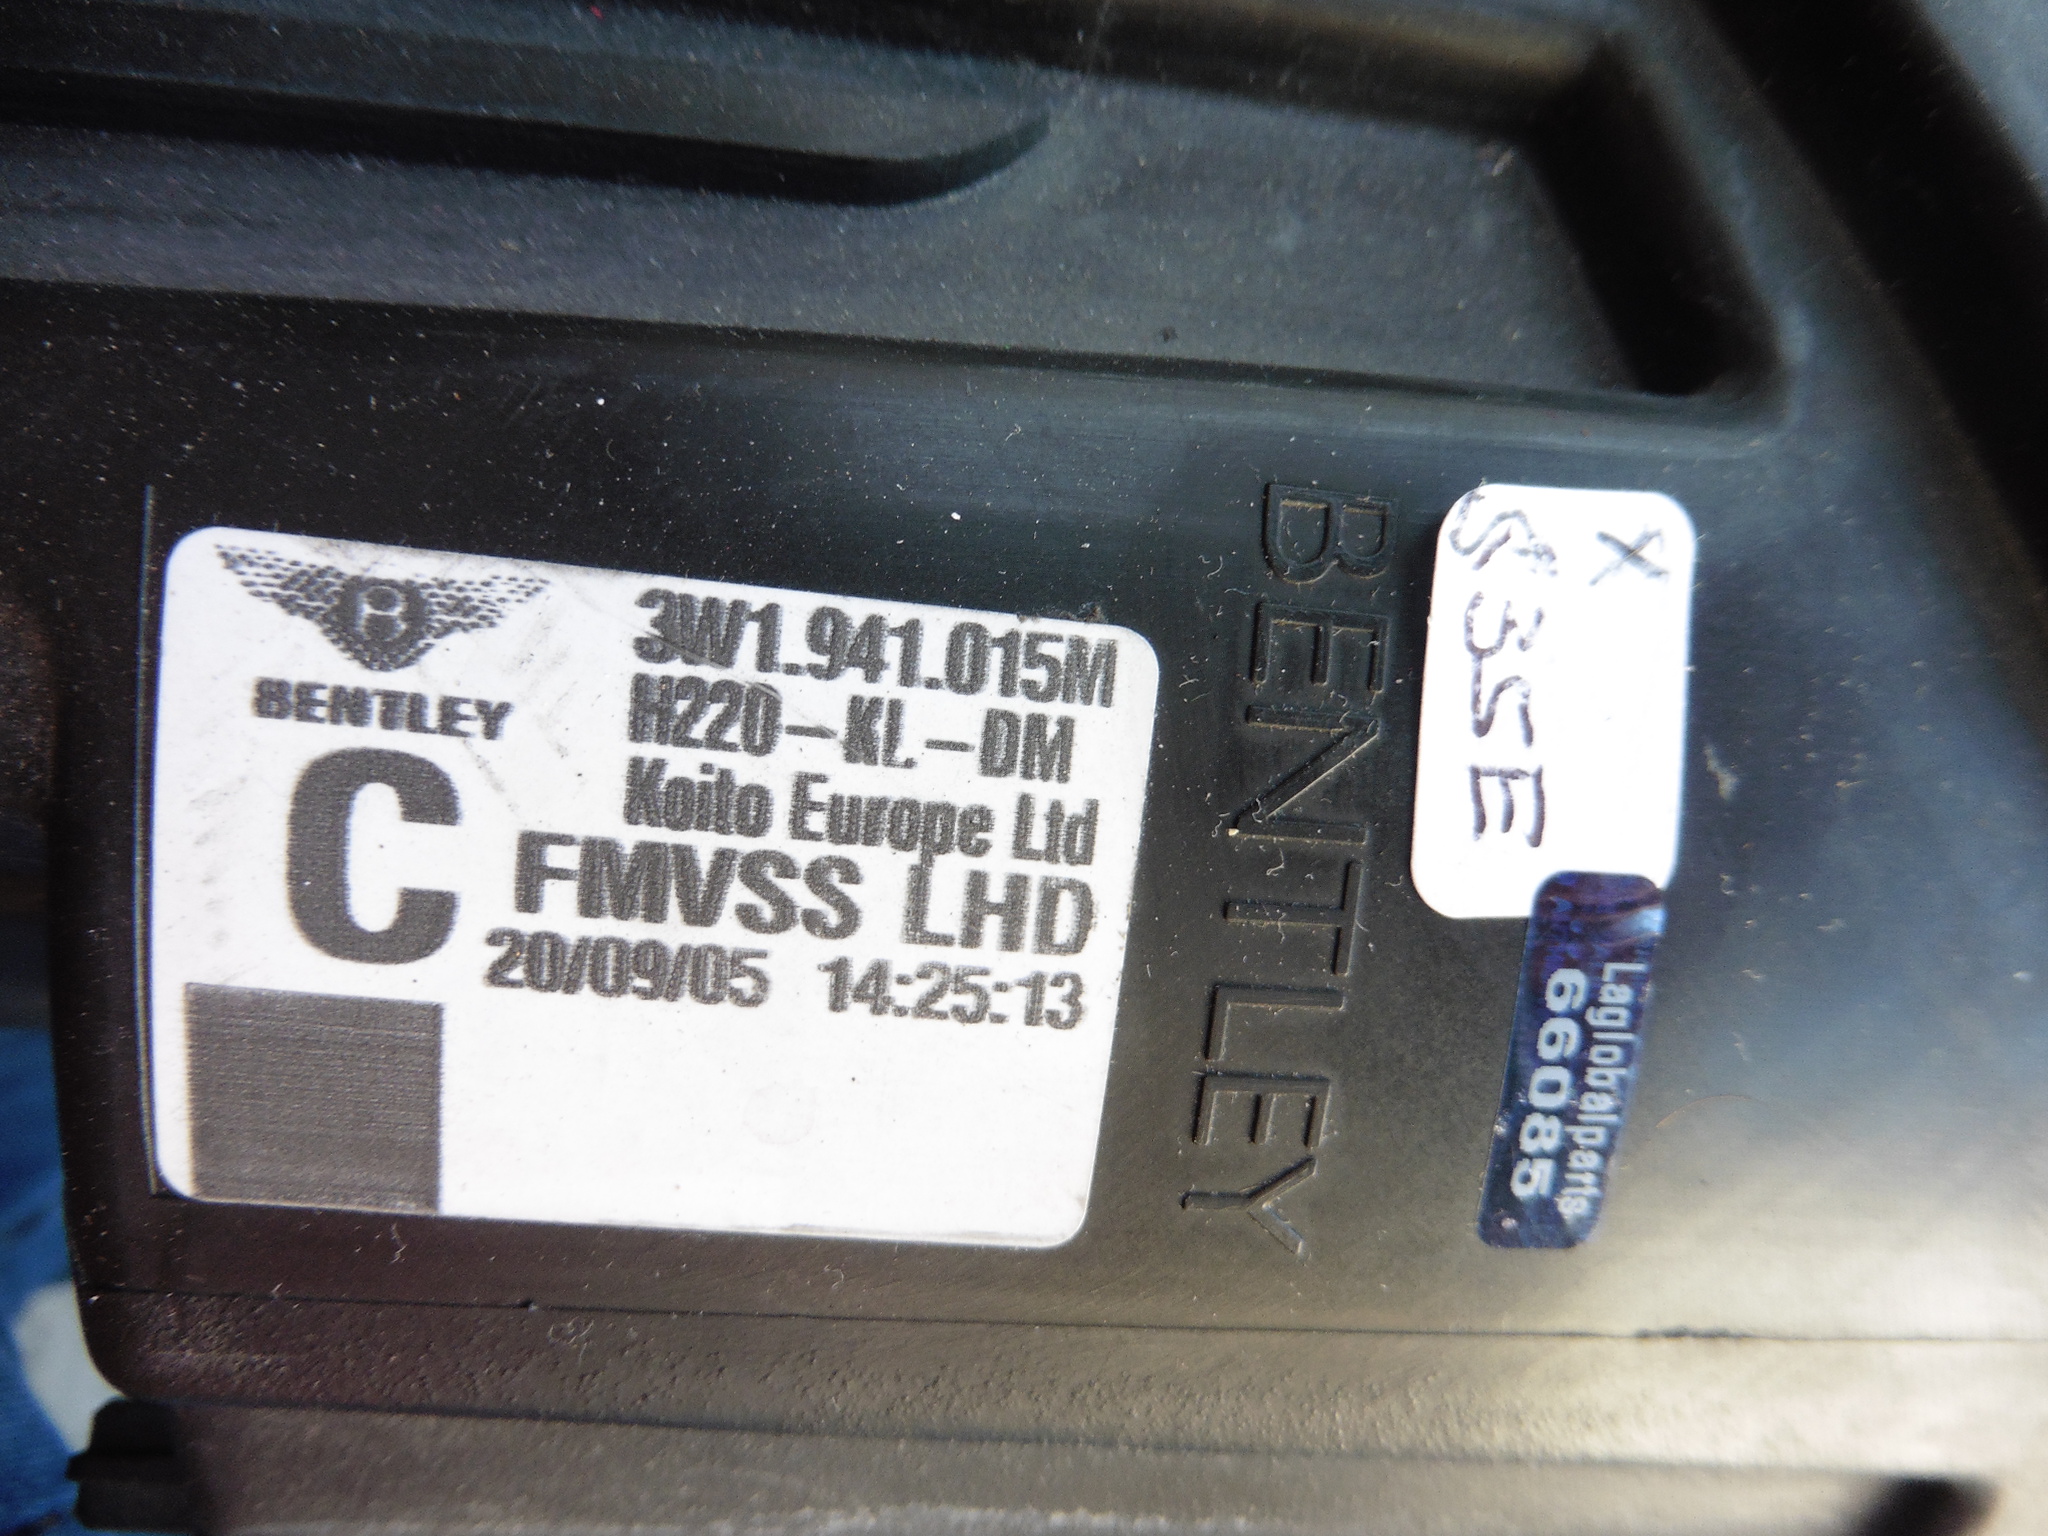 BENTLEY
C
3W1.941.015M
H220-KL-DM
Koito Europe Ltd
FMVSS LHD
20/09/05 14:25:13
BENTLEY
X
S3SE
Laglobalparts
66085